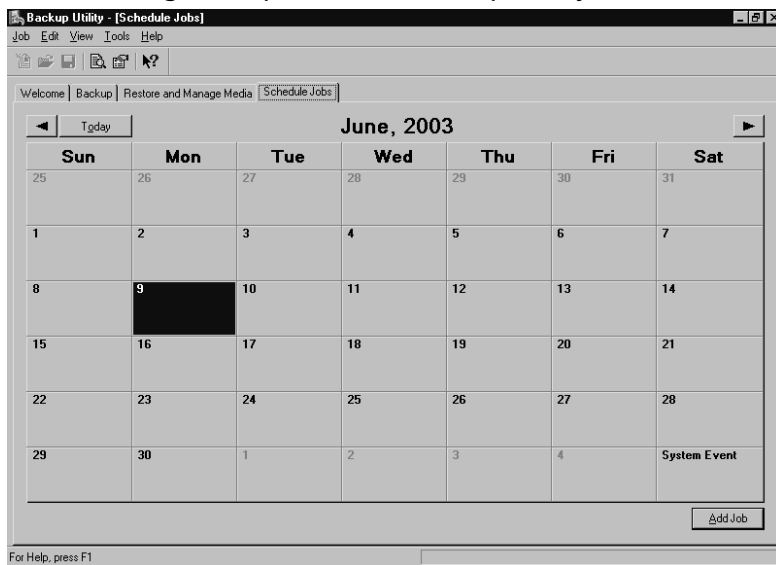 Backup Utility - [Schedule Jobs]
Job Edit View Tools Help
Welcome Backup Restore and Manage Media Schedule Jobs
Today June, 2003
Sun Mon Tue Wed Thu Fri Sat
25 26 27 28 29 30 31
1 2 3 4 5 6 7
8 9 10 11 12 13 14
15 16 17 18 19 20 21
22 23 24 25 26 27 28
29 30 1 2 3 4 System Event
Add Job
For Help, press F1